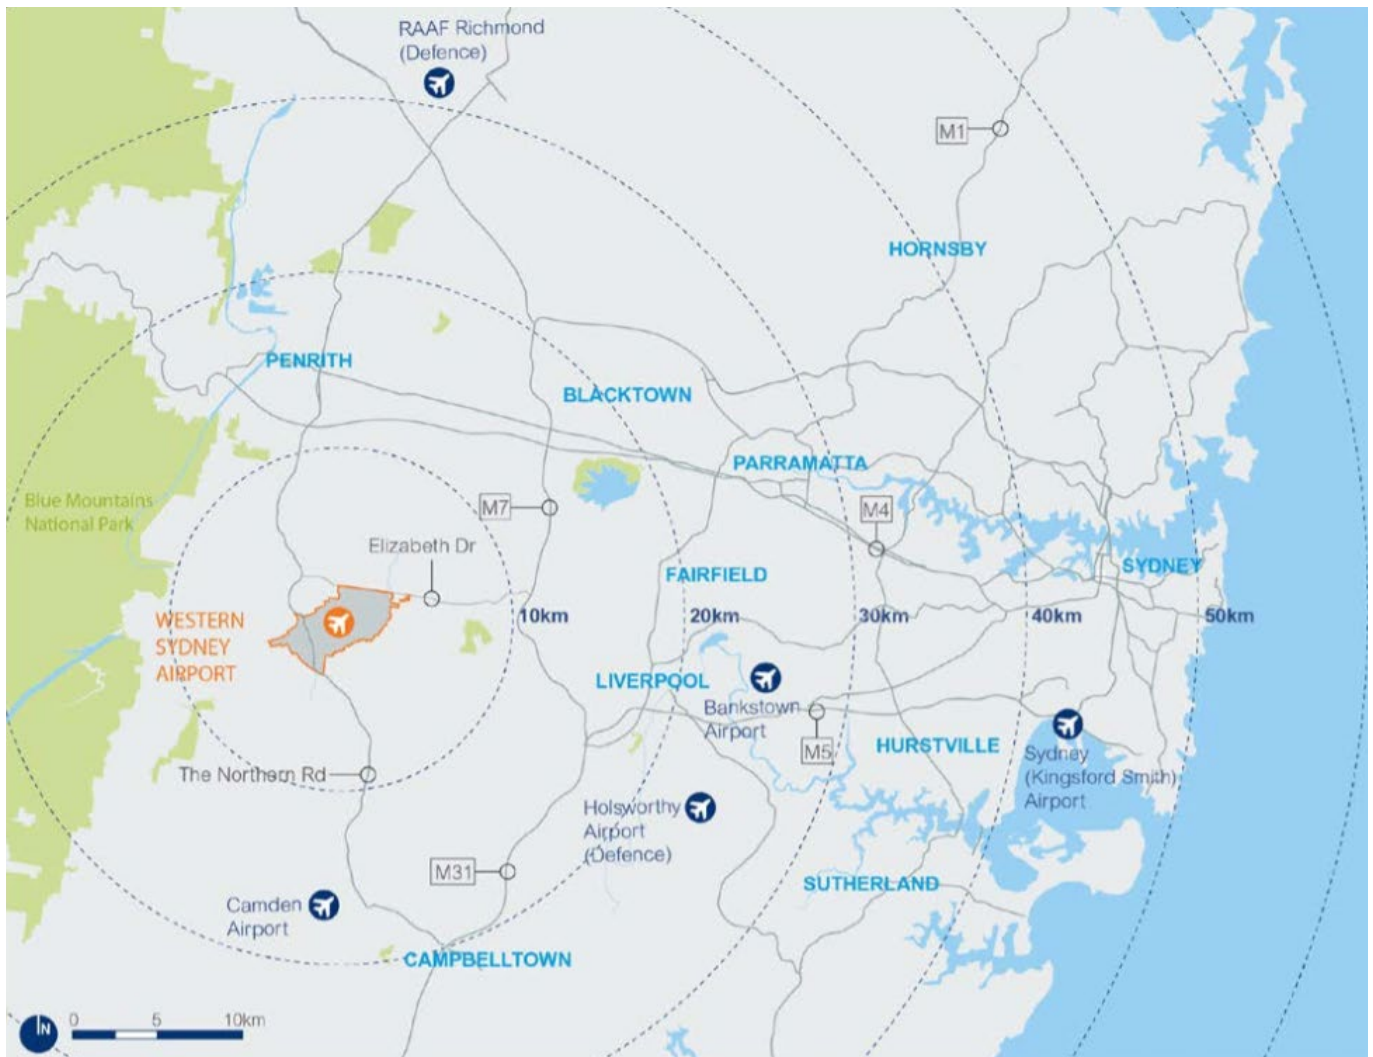 RAAF Richmond
(Defence)
M1
HORNSBY
PENRITH
BLACKTOWN
PARRAMATTA
Blue Mountains
National Park
M7
M4
Elizabeth Dr
FAIRFIELD
SYDNEY
WESTERN
SYDNEY
AIRPORT
10km
20km
30km
40km
50km
LIVERPOOL
Bankstown
Airport
M5
HURSTVILLE
Sydney
(Kingsford Smith)
Airport
The Northern Rd
Holsworthy
Airport
(Defence)
M31
SUTHERLAND
Camden
Airport
CAMPBELLTOWN
N
0 5 10km